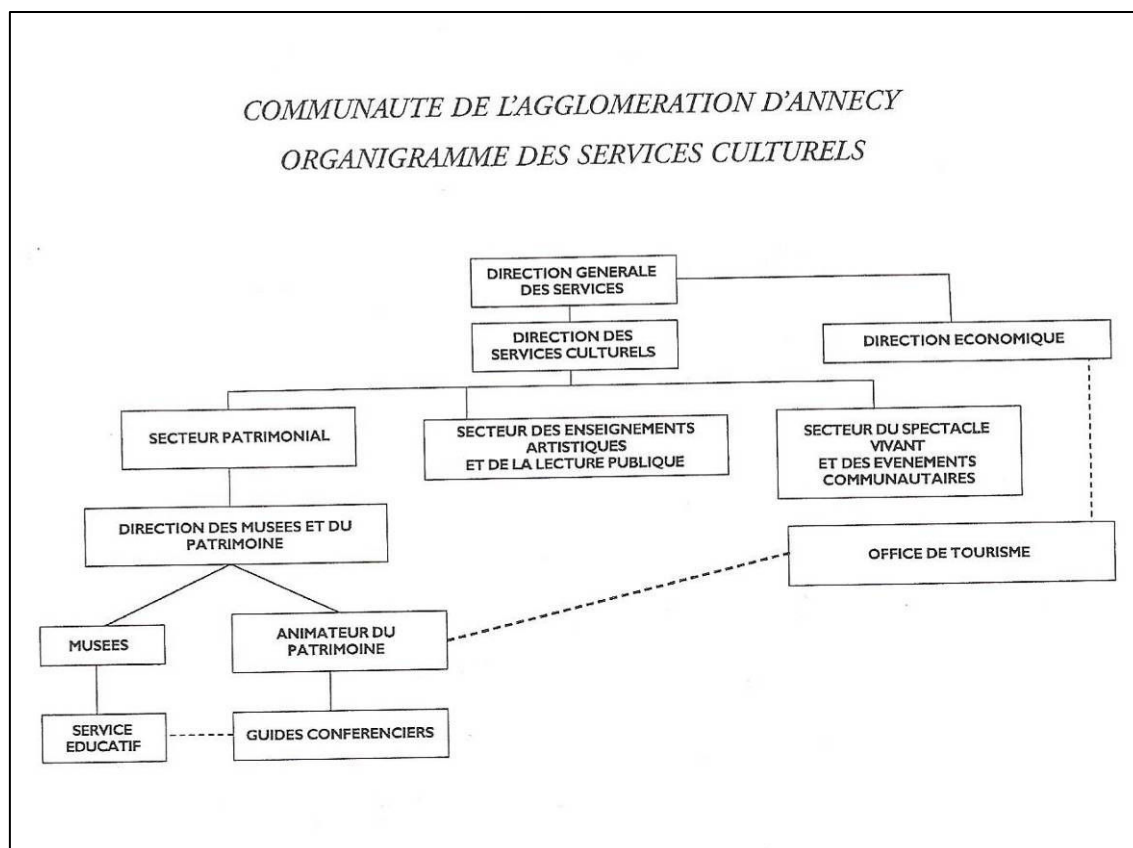 COMMUNAUTE DE L'AGGLOMERATION D'ANNECY
ORGANIGRAMME DES SERVICES CULTURELS
DIRECTION GENERALE
DES SERVICES
DIRECTION DES
SERVICES CULTURELS
DIRECTION ECONOMIQUE
SECTEUR PATRIMONIAL
SECTEUR DES ENSEIGNEMENTS
ARTISTIQUES
ET DE LA LECTURE PUBLIQUE
SECTEUR DU SPECTACLE
VIVANT
ET DES EVENEMENTS
COMMUNAUTAIRES
DIRECTION DES MUSEES ET DU
PATRIMOINE
OFFICE DE TOURISME
MUSEES
ANIMATEUR DU
PATRIMOINE
SERVICE
EDUCATIF
GUIDES CONFERENCIERS